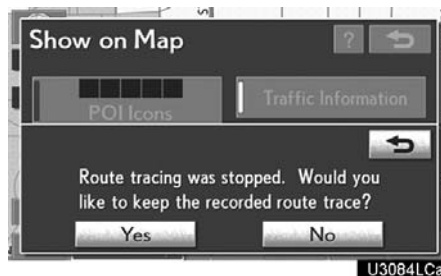 Show on Map
?
POI Icons
Traffic Information
Route tracing was stopped. Would you
like to keep the recorded route trace?
Yes
No
U3084LCa